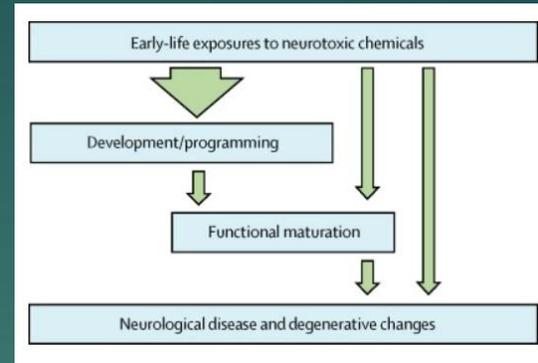 Early-life exposures to neurotoxic chemicals
Development/programming
Functional maturation
Neurological disease and degenerative changes